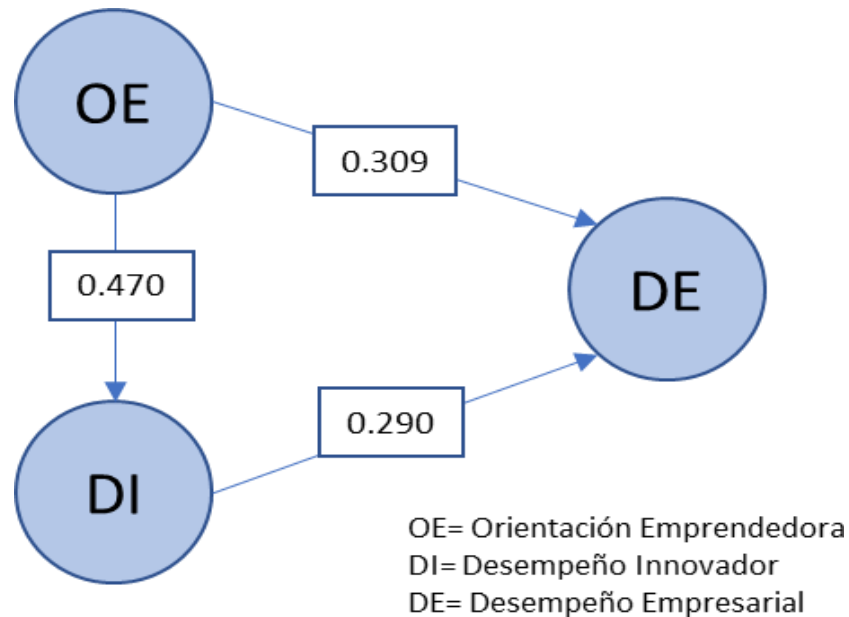 OE
0.309
0.470
DE
0.290
DI
OE= Orientación Emprendedora
DI= Desempeño Innovador
DE= Desempeño Empresarial